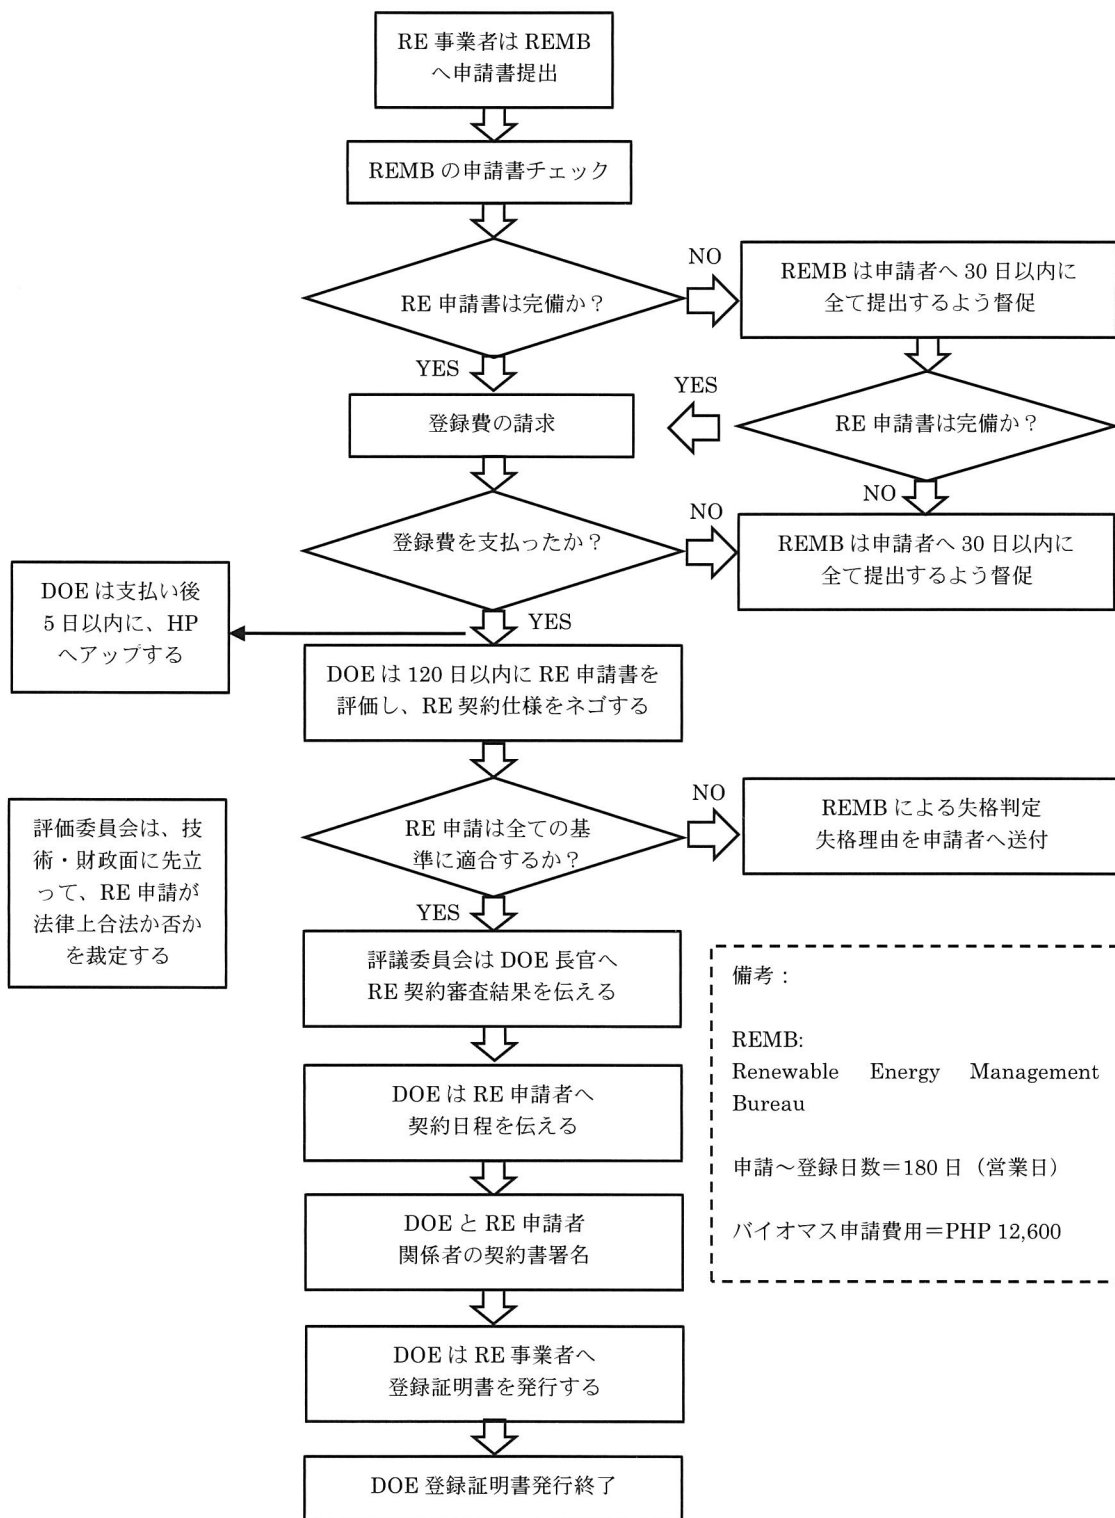 RE 事業者は REMB
へ申請書提出
REMB の申請書チェック
RE 申請書は完備か？
NO
REMB は申請者へ 30 日以内に
全て提出するよう督促
YES
登録費の請求
YES
RE 申請書は完備か？
NO
登録費を支払ったか？
NO
REMB は申請者へ 30 日以内に
全て提出するよう督促
DOE は支払い後
5 日以内に、HP
へアップする
YES
DOE は 120 日以内に RE 申請書を
評価し、RE 契約仕様をネゴする
評価委員会は、技
術・財政面に先立
って、RE 申請が
法律上合法か否か
を裁定する
RE 申請は全ての基
準に適合するか？
NO
REMB による失格判定
失格理由を申請者へ送付
YES
評議委員会は DOE 長官へ
RE 契約審査結果を伝える
備考：
REMB:
Renewable Energy Management
Bureau
申請～登録日数＝180 日（営業日）
バイオマス申請費用＝PHP 12,600
DOE は RE 申請者へ
契約日程を伝える
DOE と RE 申請者
関係者の契約書署名
DOE は RE 事業者へ
登録証明書を発行する
DOE 登録証明書発行終了